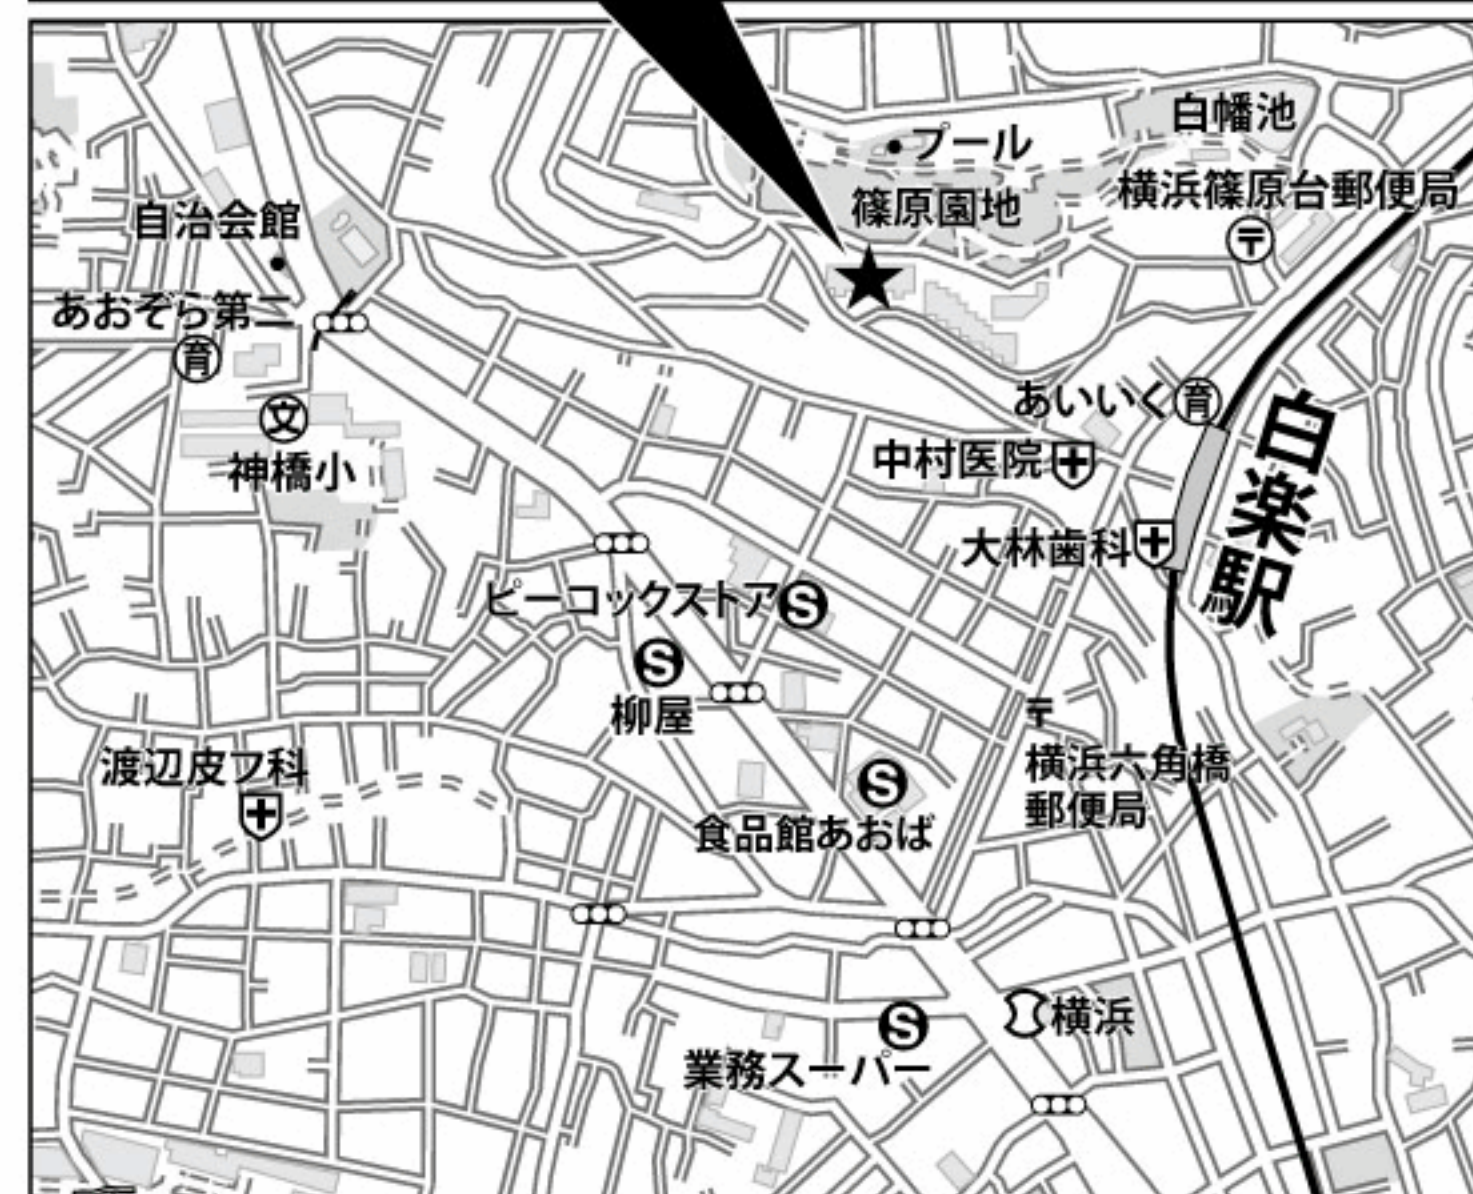 白幡池
プール
横浜篠原台郵便局
篠原園地
〒
自治会館
あおぞら第二
育
文
神橋小
あいいく育
中村医院
白楽駅
大林歯科
ピーコックストアS
S
柳屋
〒
横浜六角橋
郵便局
渡辺皮フ科
S
食品館あおば
S
横浜
業務スーパー